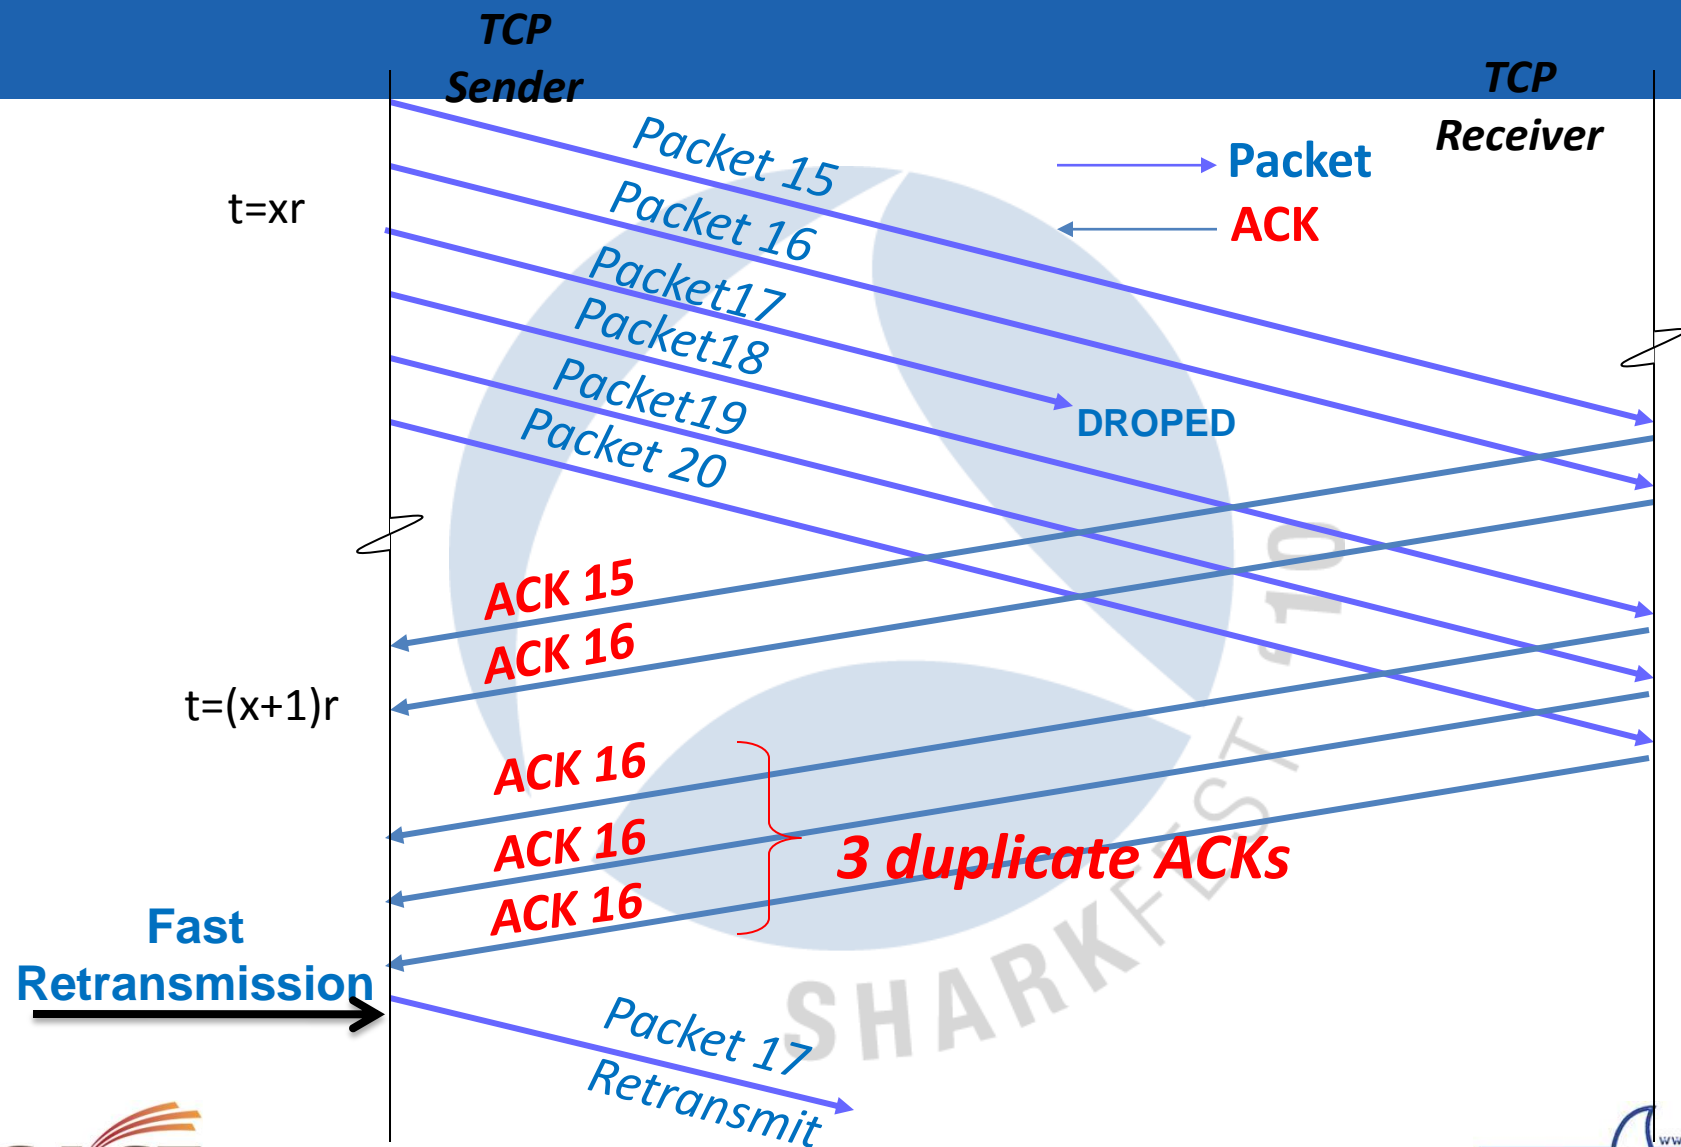 TCP
Sender
TCP
Receiver
Packet 15
Packet
Packet 16
t=xr
ACK
Packet17
Packet18
Packet19
DROPED
Packet 20
'10
ACK 15
ACK 16
t=(x+1)r
ACK 16
ACK 16
3 duplicate ACKs
ACK 16
Fast
Retransmission
SHARKFEST
Packet 17
Retransmit